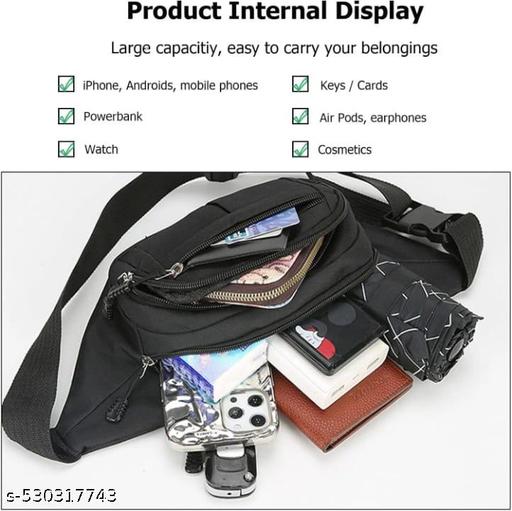 Product Internal Display
Large capacitiy, easy to carry your belongings
iPhone, Androids, mobile phones
Keys / Cards
Powerbank
Air Pods, earphones
Watch
Cosmetics
s-530317743